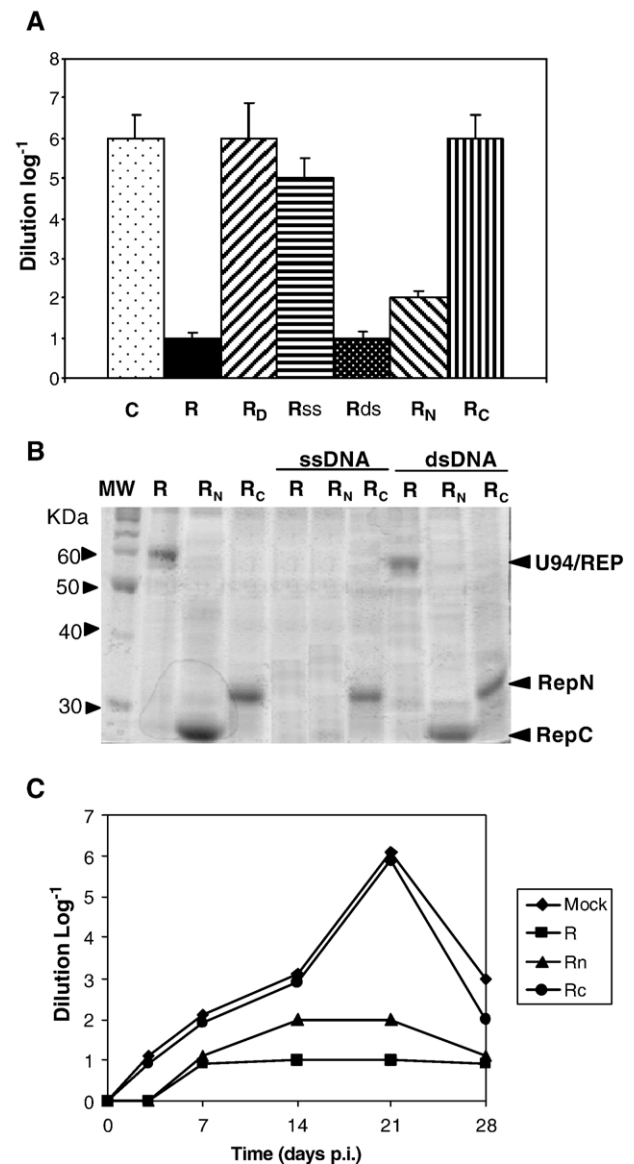 A
Dilution log-1
8
7
6
5
4
3
2
1
0
C R RD Rss Rds RN RC
B
ssDNA dsDNA
MW R RN RC R RN RC R RN RC
KDa
60
50
40
30
U94/REP
RepN
RepC
C
Dilution Log-1
7
6
5
4
3
2
1
0
0 7 14 21 28
Time (days p.i.)
Mock
R
Rn
Rc